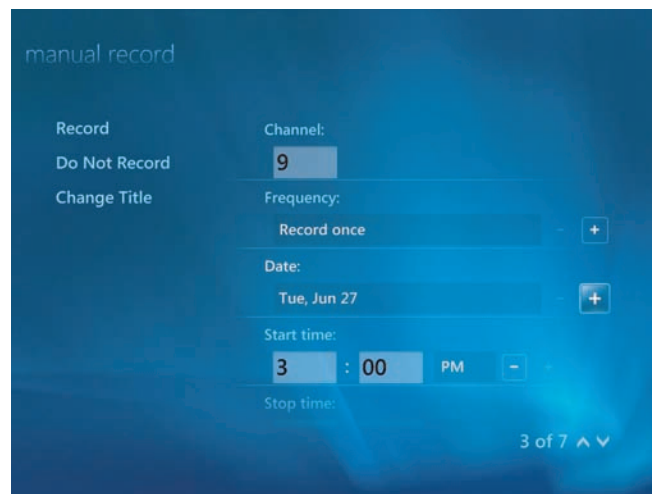 manual record
Record
Do Not Record
Change Title
Channel:
9
Frequency:
Record once
- +
Date:
Tue, Jun 27
- +
Start time:
3 : 00 PM - +
Stop time:
3 of 7